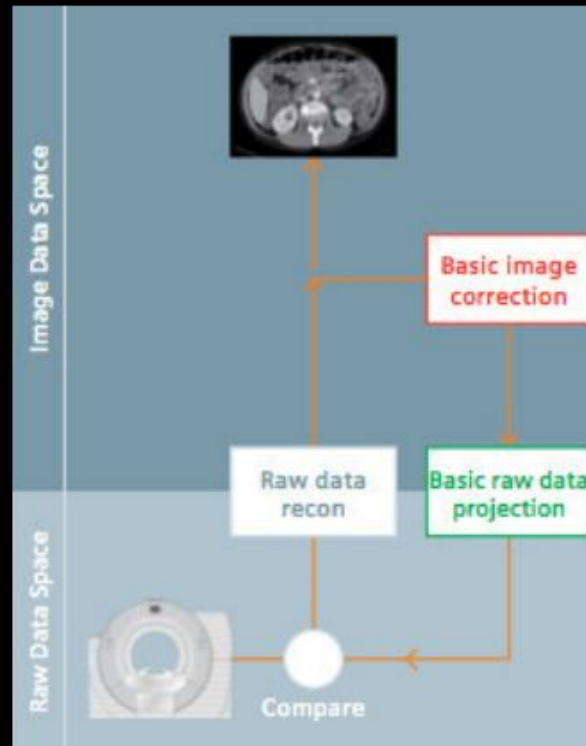 Image Data Space
Basic image
correction
Raw data
recon
Basic raw data
projection
Raw Data Space
Compare